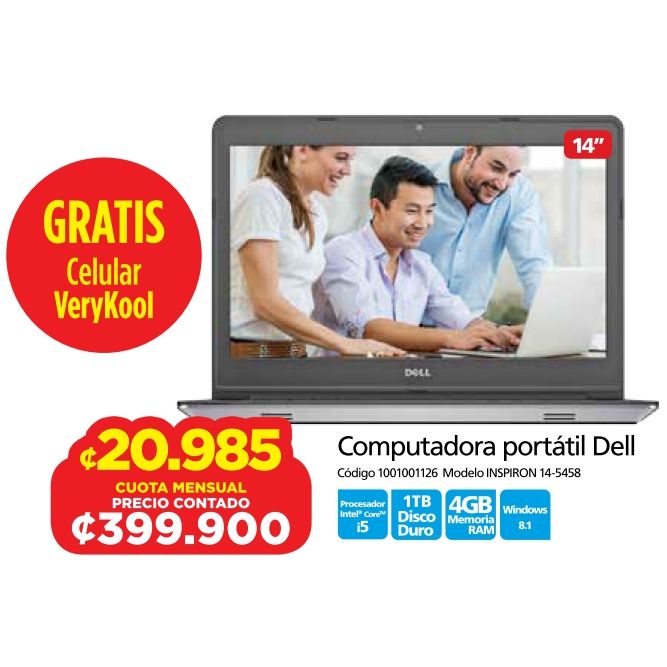 14”
GRATIS
Celular
VeryKool
DELL
₡20.985
CUOTA MENSUAL
PRECIO CONTADO
₡399.900
Computadora portátil Dell
Código 1001001126 Modelo INSPIRON 14-5458
Procesador
Intel® Core™
i5
1TB
Disco
Duro
4GB
Memoria
RAM
Windows
8.1